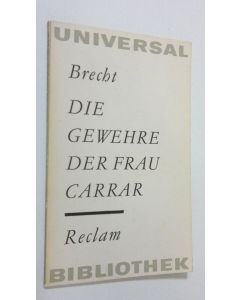 UNIVERSAL
Brecht
DIE
GEWEHRE
DER FRAU
CARRAR
Reclam
BIBLIOTHEK